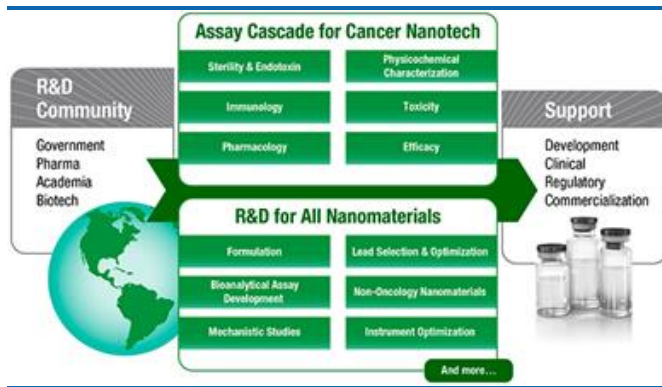 Assay Cascade for Cancer Nanotech
Sterility & Endotoxin
Physicochemical
Characterization
Immunology
Toxicity
Pharmacology
Efficacy
R&D
Community
Government
Pharma
Academia
Biotech
Support
Development
Clinical
Regulatory
Commercialization
R&D for All Nanomaterials
Formulation
Lead Selection & Optimization
Bioanalytical Assay
Development
Non-Oncology Nanomaterials
Mechanistic Studies
Instrument Optimization
And more...